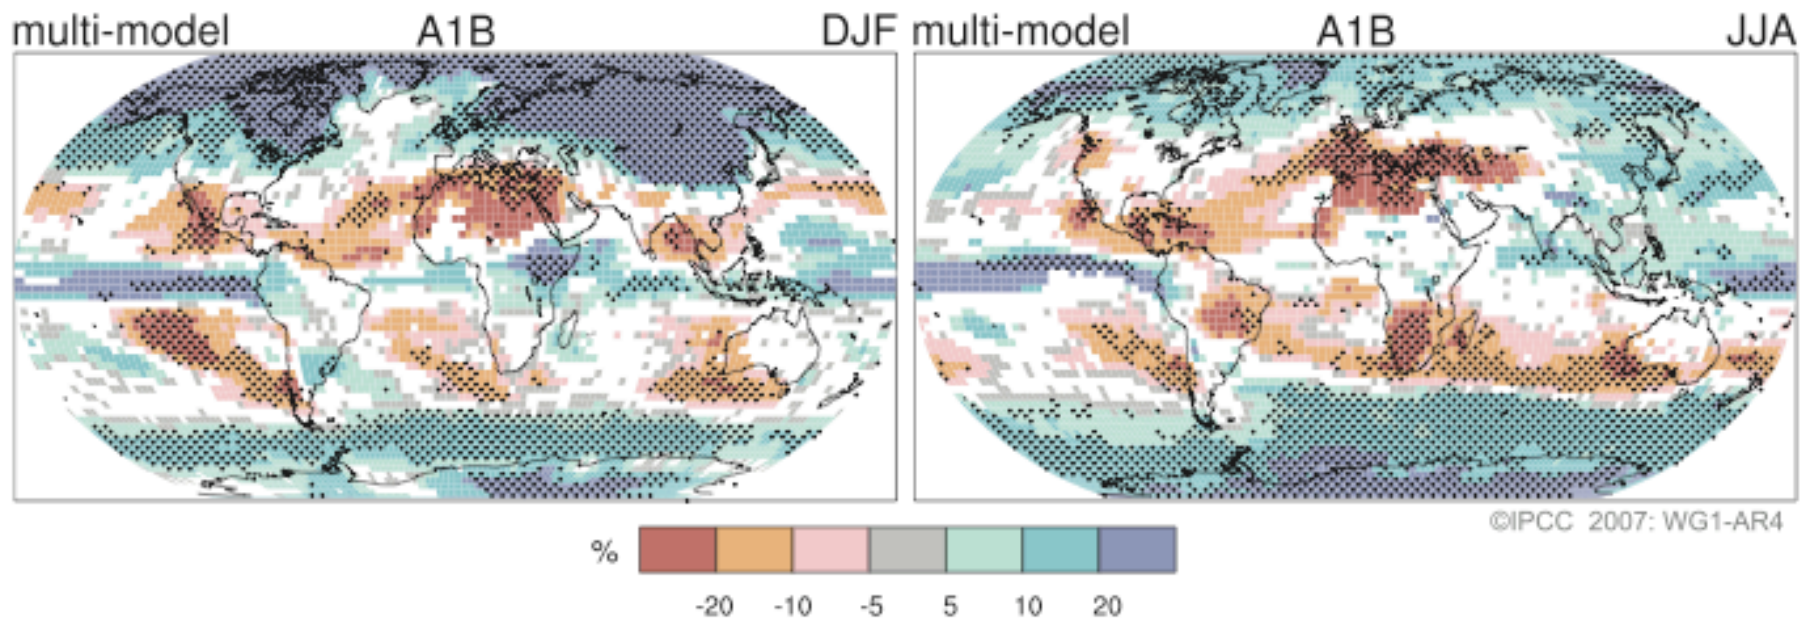 multi-model A1B DJF
multi-model A1B JJA
©IPCC 2007: WG1-AR4
%
-20 -10 -5 5 10 20